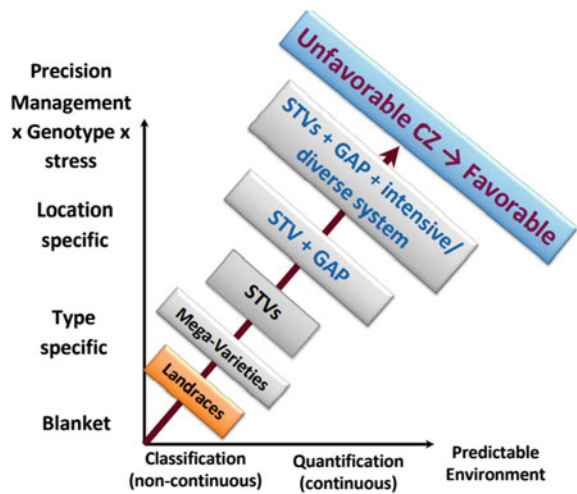 Precision
Management
x Genotype x
stress
Location
specific
Type
specific
Blanket
Unfavorable CZ → Favorable
STVs + GAP + intensive/
diverse system
STV + GAP
STVs
Mega-Varieties
Landraces
Classification
(non-continuous)
Quantification
(continuous)
Predictable
Environment